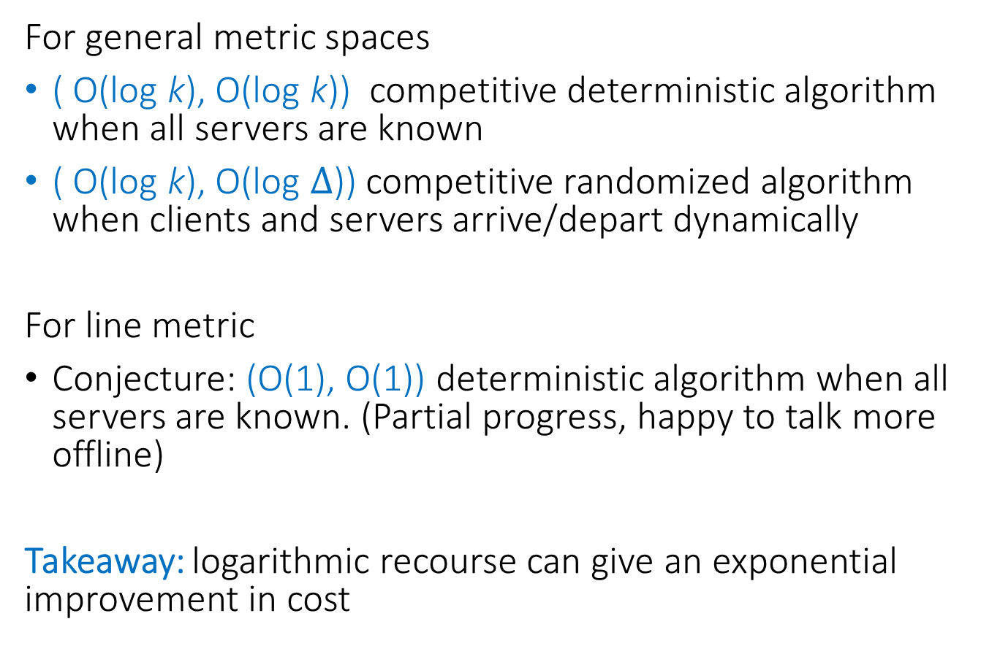 For general metric spaces
• ( O(log k), O(log k)) competitive deterministic algorithm
when all servers are known
• ( O(log k), O(log Δ)) competitive randomized algorithm
when clients and servers arrive/depart dynamically
For line metric
• Conjecture: (O(1), O(1)) deterministic algorithm when all
servers are known. (Partial progress, happy to talk more
offline)
Takeaway: logarithmic recourse can give an exponential
improvement in cost